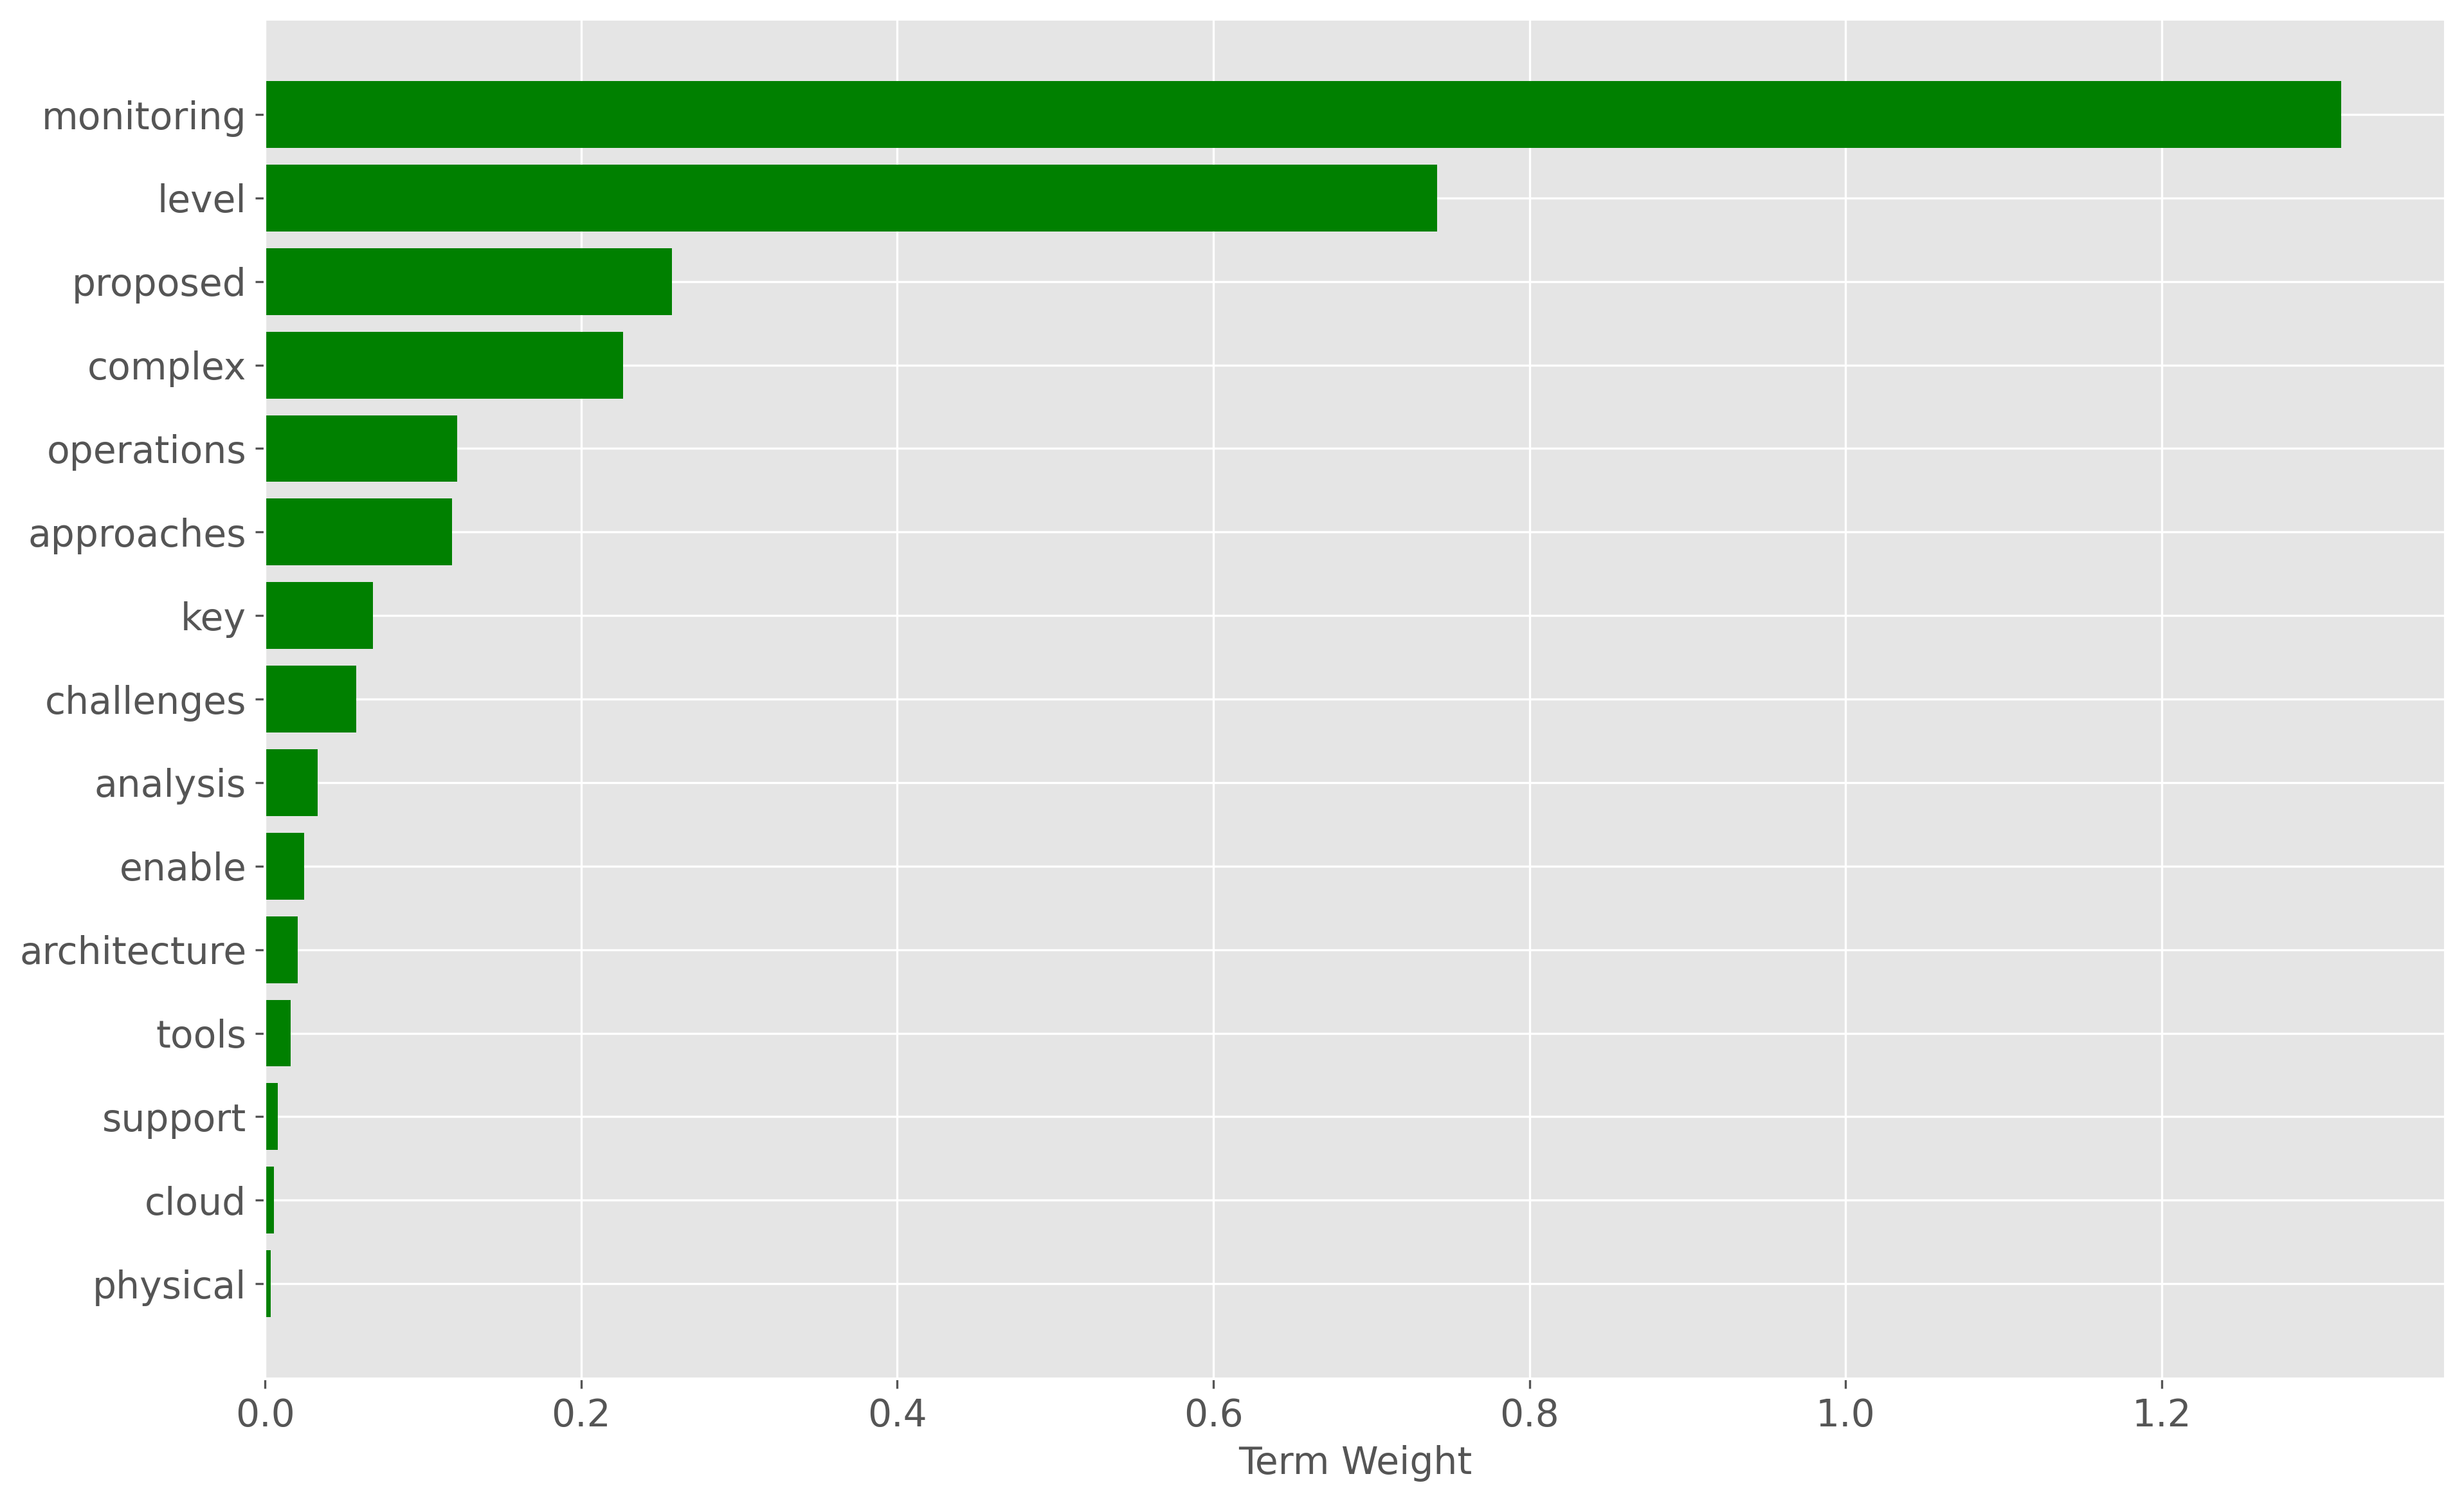 monitoring
level
proposed
complex
operations
approaches
key
challenges
analysis
enable
architecture
tools
support
cloud
physical
0.0 0.2 0.4 0.6 0.8 1.0 1.2
Term Weight